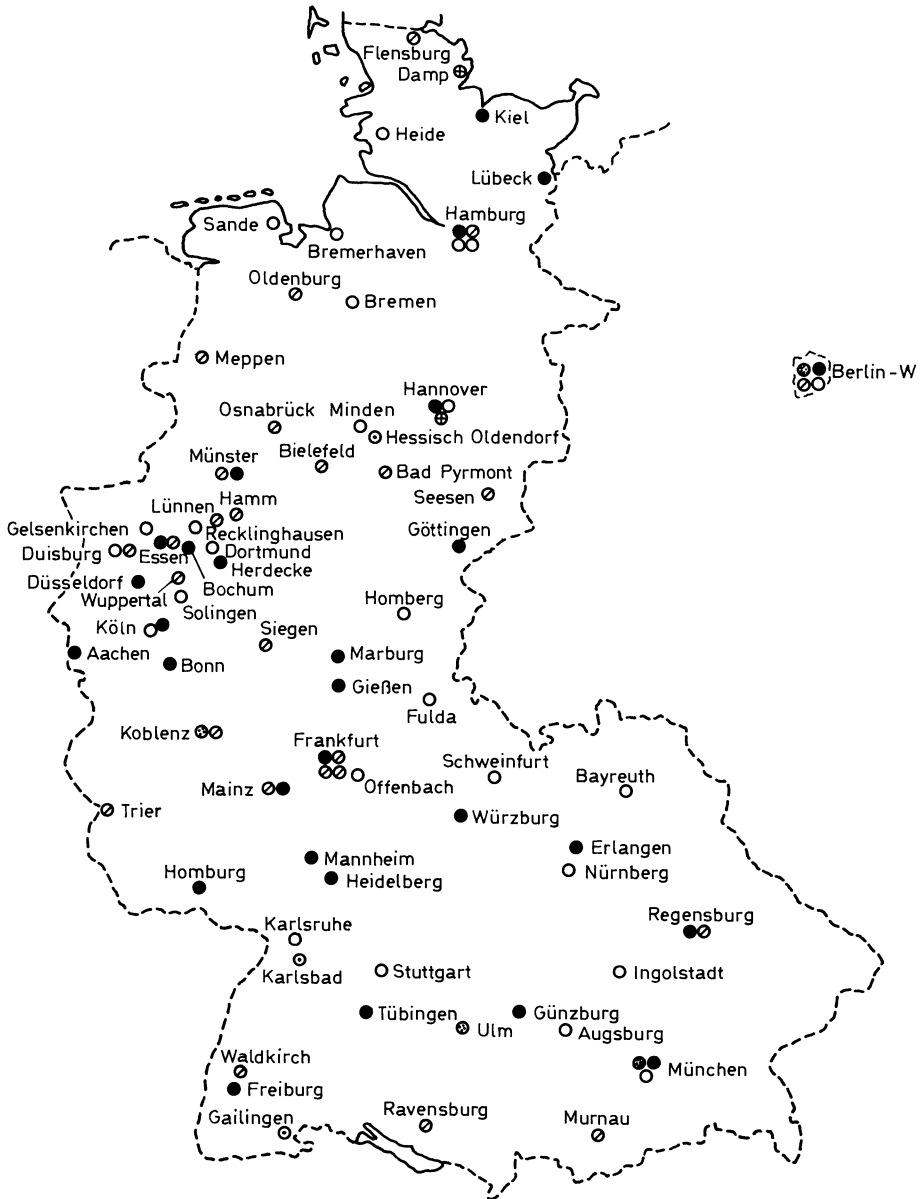 Flensburg
Damp
Kiel
Heide
Lübeck
Hamburg
Sande
Bremerhaven
Oldenburg
Bremen
Meppen
Berlin-W
Hannover
Osnabrück
Minden
Hessisch Oldendorf
Münster
Bielefeld
Bad Pyrmont
Seesen
Lünnen
Hamm
Gelsenkirchen
Recklinghausen
Göttingen
Duisburg
Essen
Dortmund
Herdecke
Düsseldorf
Bochum
Wuppertal
Homberg
Solingen
Köln
Siegen
Aachen
Marburg
Bonn
Gießen
Fulda
Koblenz
Frankfurt
Schweinfurt
Bayreuth
Mainz
Offenbach
Trier
Würzburg
Erlangen
Mannheim
Homburg
Heidelberg
Nürnberg
Regensburg
Karlsruhe
Karlsbad
Stuttgart
Ingolstadt
Tübingen
Günzburg
Ulm
Augsburg
Waldkirch
München
Freiburg
Gailingen
Ravensburg
Murnau